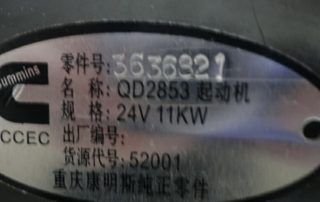 零件号: 3636821
cummins
名 称: QD2853 起动机
规 格: 24V 11KW
CCEC
出厂编号:
货源代号: 52001
重庆康明斯纯正零件